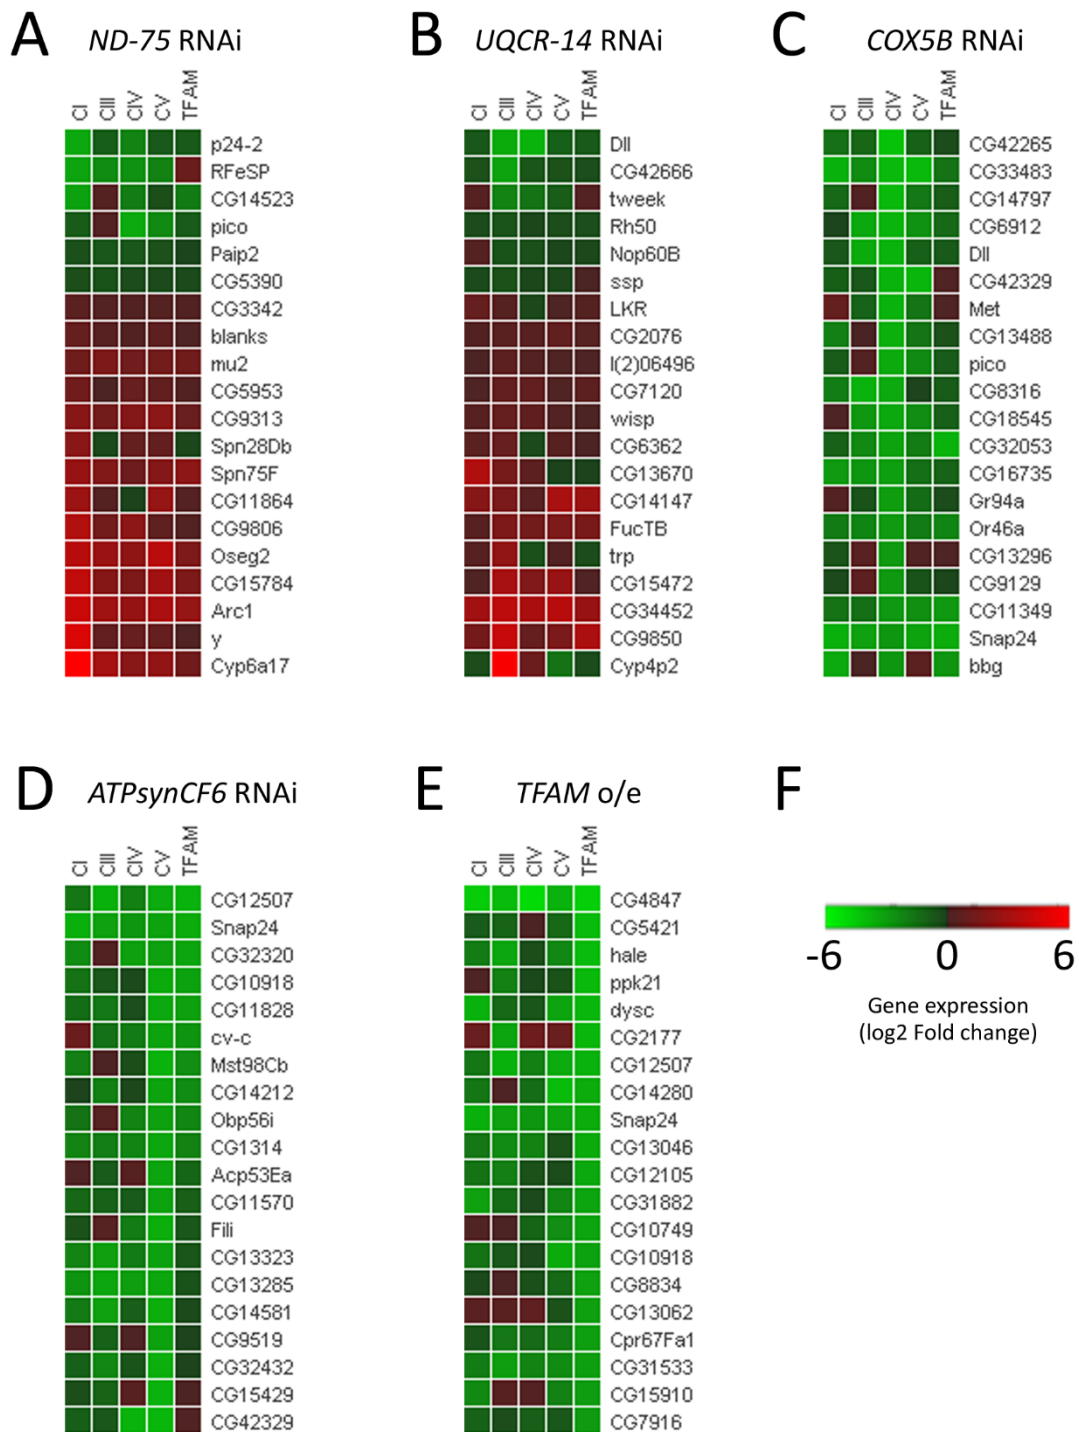 A
ND-75 RNAi
CI
CIII
CIV
CV
TFAM
p24-2
RFeSP
CG14523
pico
Paip2
CG5390
CG3342
blanks
mu2
CG5953
CG9313
Spn28Db
Spn75F
CG11864
CG9806
Oseg2
CG15784
Arc1
y
Cyp6a17
B
UQCR-14 RNAi
CI
CIII
CIV
CV
TFAM
Dll
CG42666
tweek
Rh50
Nop60B
ssp
LKR
CG2076
l(2)06496
CG7120
wisp
CG6362
CG13670
CG14147
FucTB
trp
CG15472
CG34452
CG9850
Cyp4p2
C
COX5B RNAi
CI
CIII
CIV
CV
TFAM
CG42265
CG33483
CG14797
CG6912
Dll
CG42329
Met
CG13488
pico
CG8316
CG18545
CG32053
CG16735
Gr94a
Or46a
CG13296
CG9129
CG11349
Snap24
bbg
D
ATPsynCF6 RNAi
CI
CIII
CIV
CV
TFAM
CG12507
Snap24
CG32320
CG10918
CG11828
cv-c
Mst98Cb
CG14212
Obp56i
CG1314
Acp53Ea
CG11570
Fili
CG13323
CG13285
CG14581
CG9519
CG32432
CG15429
CG42329
E
TFAM o/e
CI
CIII
CIV
CV
TFAM
CG4847
CG5421
hale
ppk21
dysc
CG2177
CG12507
CG14280
Snap24
CG13046
CG12105
CG31882
CG10749
CG10918
CG8834
CG13062
Cpr67Fa1
CG31533
CG15910
CG7916
F
-6 0 6
Gene expression
(log2 Fold change)